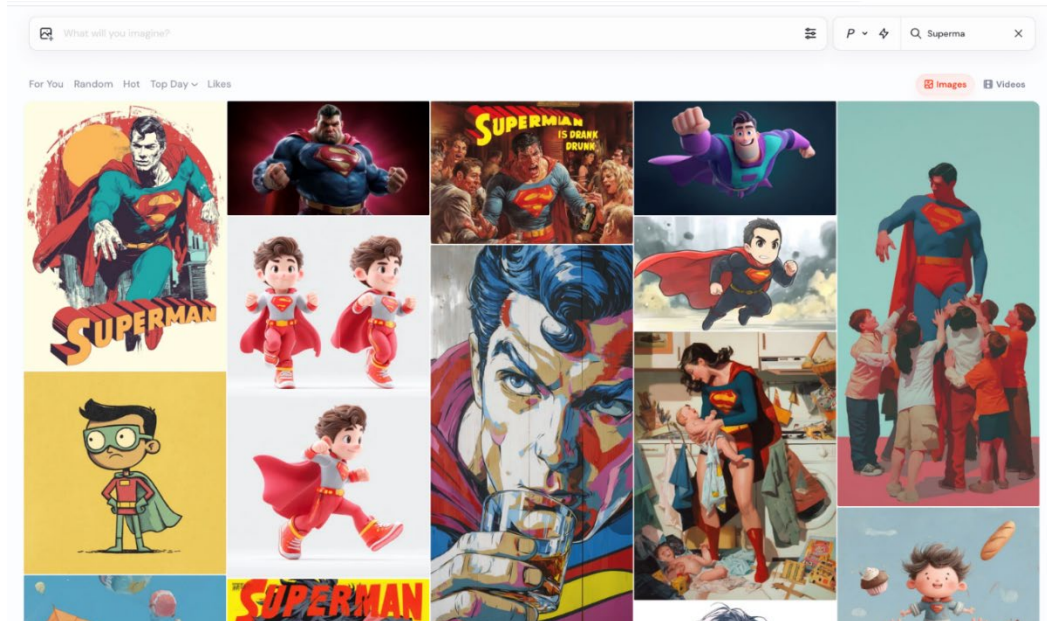 What will you imagine?
P
Superma
For You Random Hot Top Day Likes
Images Videos
SUPERMAN
SUPERMAN
IS DRANK
DRUNK
SUPERMAN